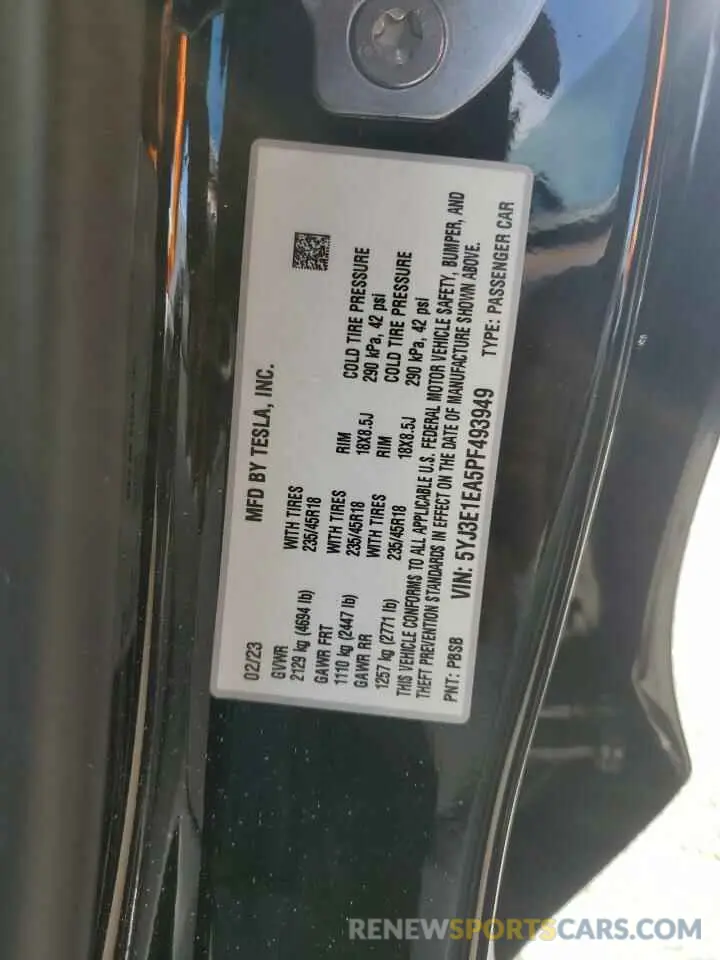 MFD BY TESLA, INC.
02/23
GVWR
2129 kg (4694 lb)
WITH TIRES
235/45R18
GAWR FRT
1110 kg (2447 lb)
WITH TIRES
235/45R18
RIM
18X8.5J
COLD TIRE PRESSURE
290 kPa, 42 psi
GAWR RR
1257 kg (2771 lb)
WITH TIRES
235/45R18
RIM
18X8.5J
COLD TIRE PRESSURE
290 kPa, 42 psi
THIS VEHICLE CONFORMS TO ALL APPLICABLE U.S. FEDERAL MOTOR VEHICLE SAFETY, BUMPER, AND
THEFT PREVENTION STANDARDS IN EFFECT ON THE DATE OF MANUFACTURE SHOWN ABOVE.
PNT: PBSB VIN: 5YJ3E1EA5PF493949 TYPE: PASSENGER CAR
RENEWSPORTSCARS.COM